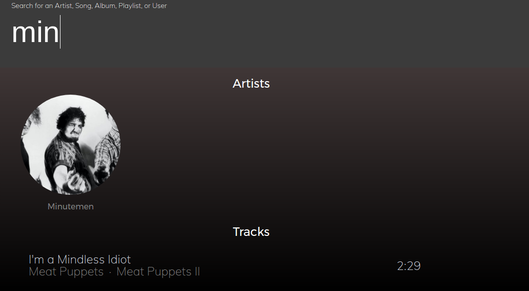 Search for an Artist, Song, Album, Playlist, or User
min
Artists
Minutemen
Tracks
I'm a Mindless Idiot
Meat Puppets · Meat Puppets II
2:29